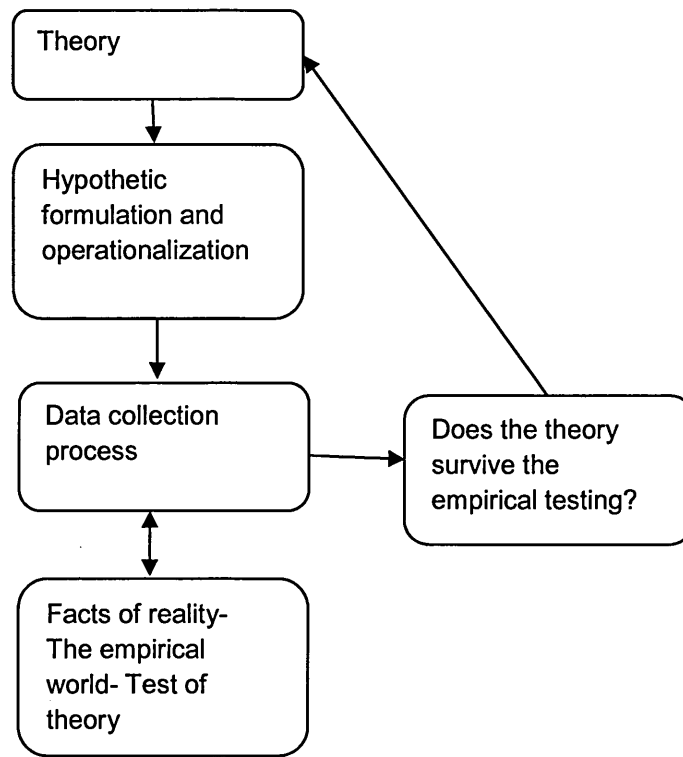 Theory
Hypothetic
formulation and
operationalization
Data collection
process
Does the theory
survive the
empirical testing?
Facts of reality-
The empirical
world- Test of
theory